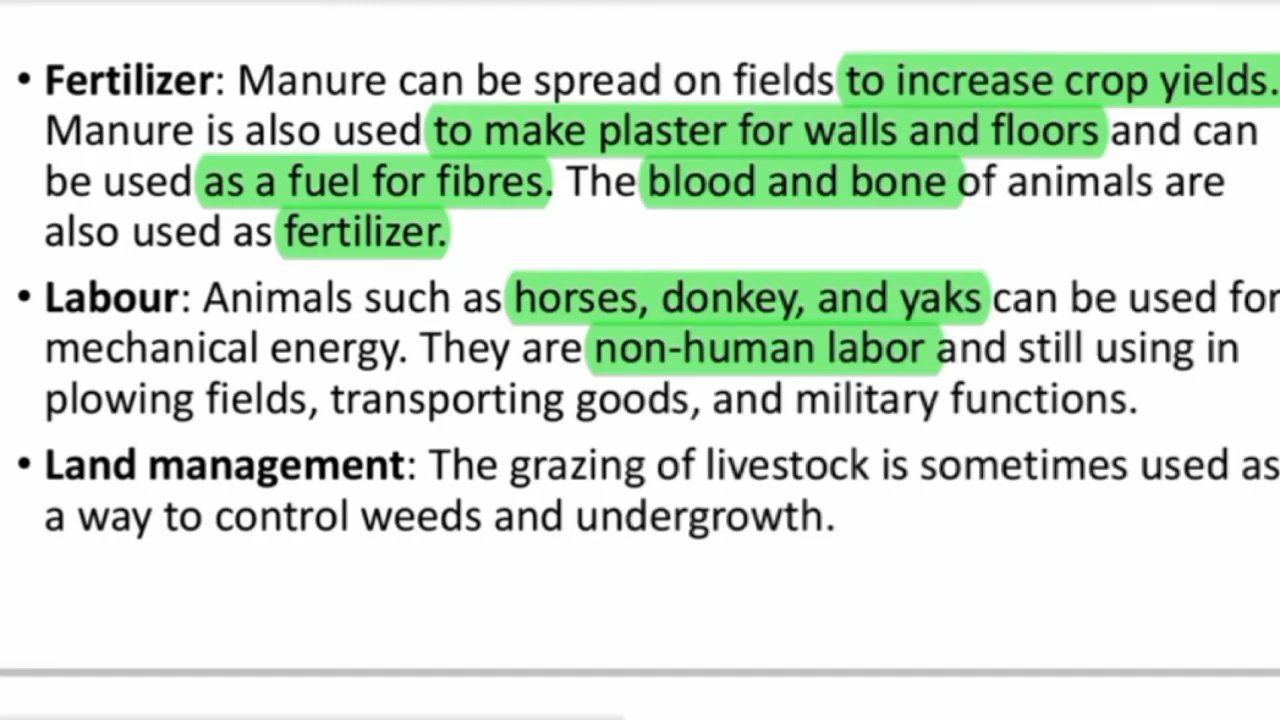 • Fertilizer: Manure can be spread on fields to increase crop yields.
Manure is also used to make plaster for walls and floors and can
be used as a fuel for fibres. The blood and bone of animals are
also used as fertilizer.
• Labour: Animals such as horses, donkey, and yaks can be used for
mechanical energy. They are non-human labor and still using in
plowing fields, transporting goods, and military functions.
• Land management: The grazing of livestock is sometimes used as
a way to control weeds and undergrowth.